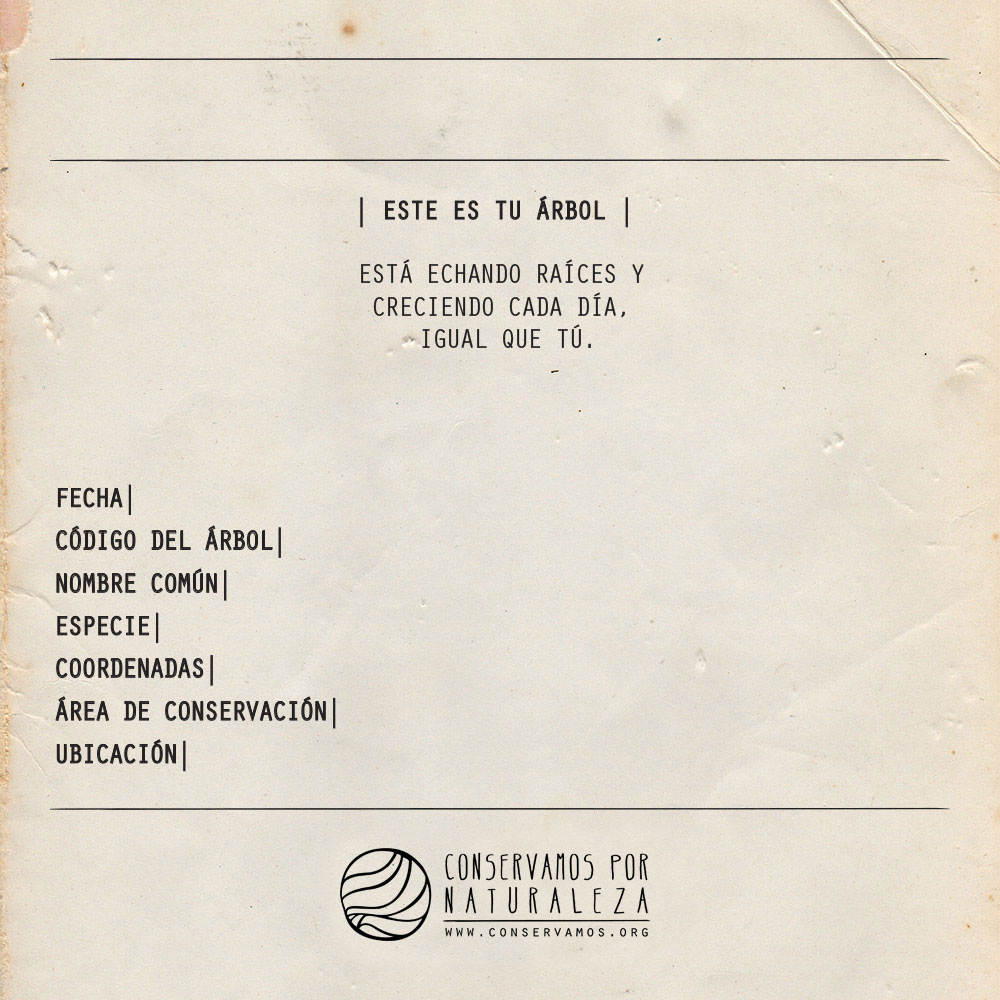 | ESTE ES TU ÁRBOL |
ESTÁ ECHANDO RAÍCES Y
CRECIENDO CADA DÍA,
IGUAL QUE TÚ.
FECHA|
CÓDIGO DEL ÁRBOL|
NOMBRE COMÚN|
ESPECIE|
COORDENADAS|
ÁREA DE CONSERVACIÓN|
UBICACIÓN|
CONSERVAMOS POR
NATURALEZA
WWW.CONSERVAMOS.ORG